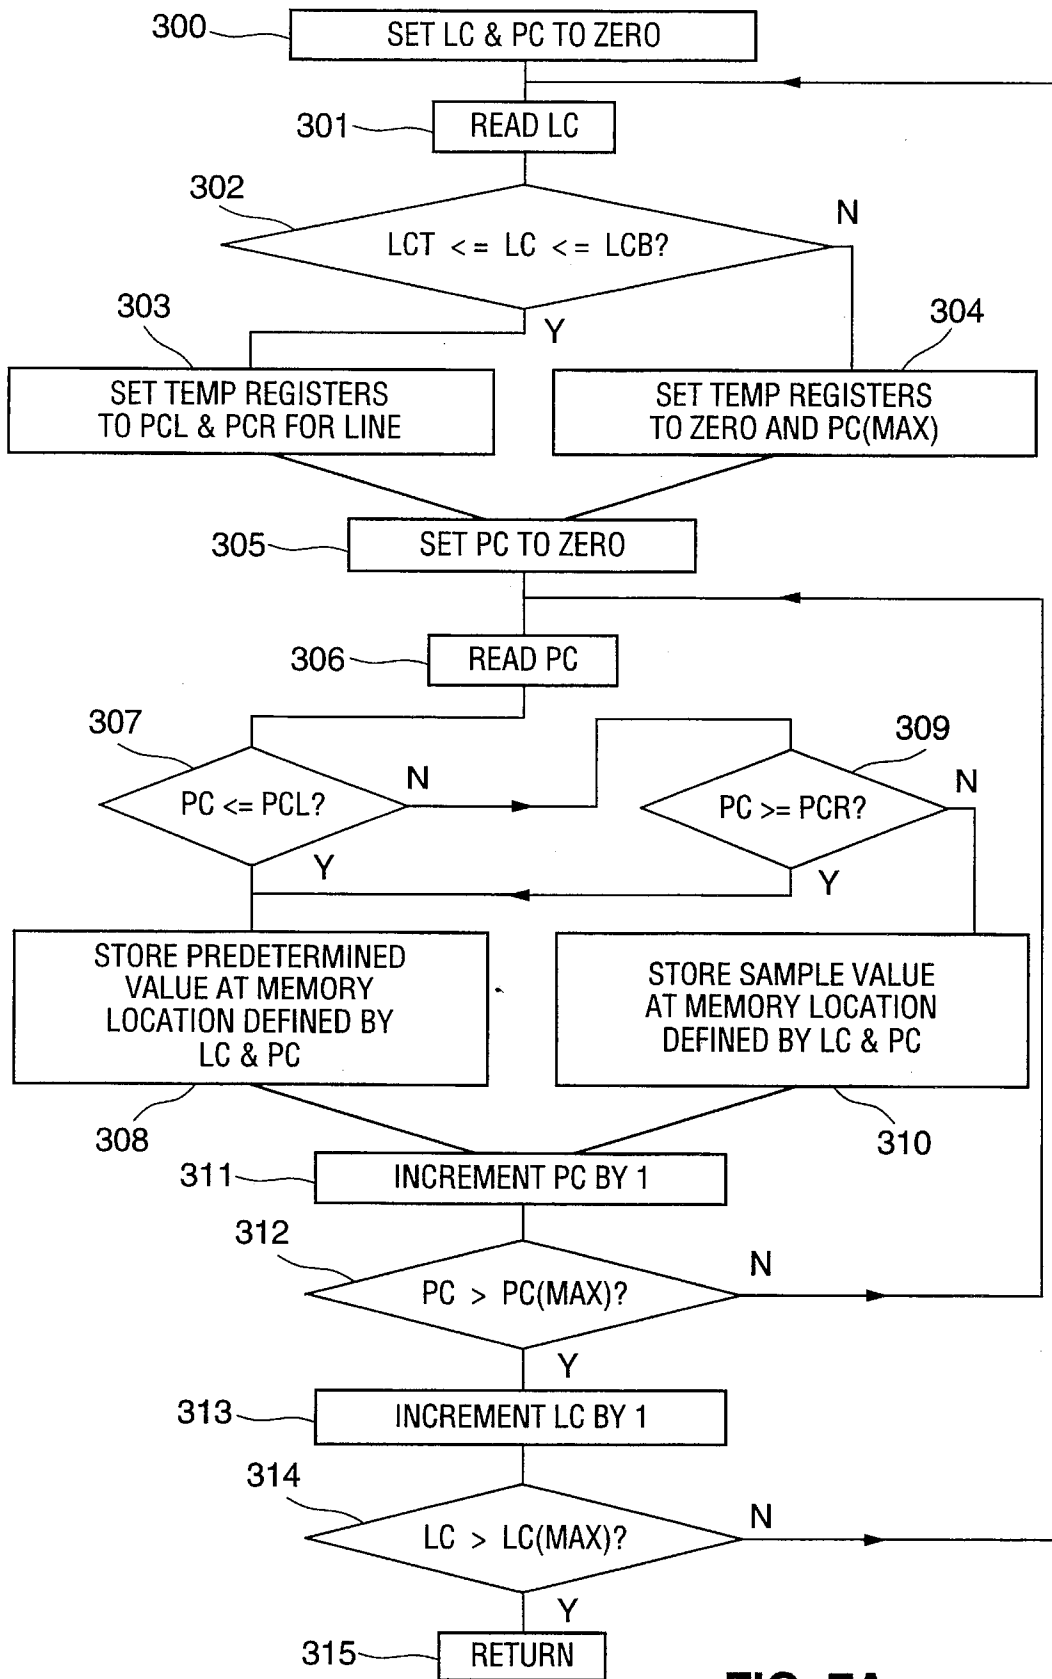 300
SET LC & PC TO ZERO
301
READ LC
302
LCT <= LC <= LCB?
N
Y
303
304
SET TEMP REGISTERS
TO PCL & PCR FOR LINE
SET TEMP REGISTERS
TO ZERO AND PC(MAX)
305
SET PC TO ZERO
306
READ PC
307
PC <= PCL?
N
Y
309
PC >= PCR?
N
Y
STORE PREDETERMINED
VALUE AT MEMORY
LOCATION DEFINED BY
LC & PC
308
STORE SAMPLE VALUE
AT MEMORY LOCATION
DEFINED BY LC & PC
310
311
INCREMENT PC BY 1
312
PC > PC(MAX)?
N
Y
313
INCREMENT LC BY 1
314
LC > LC(MAX)?
N
Y
315
RETURN
FIG. 7A